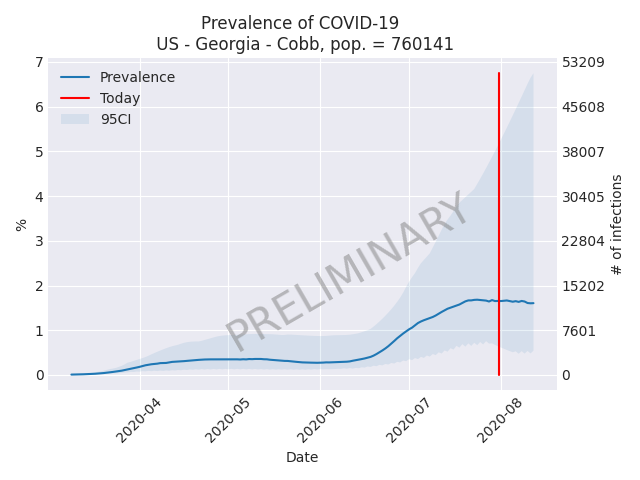 Prevalence of COVID-19
US - Georgia - Cobb, pop. = 760141
7
6
5
4
3
2
1
0
%
53209
45608
38007
30405
22804
15202
7601
0
# of infections
Prevalence
Today
95CI
PRELIMINARY
2020-04
2020-05
2020-06
2020-07
2020-08
Date